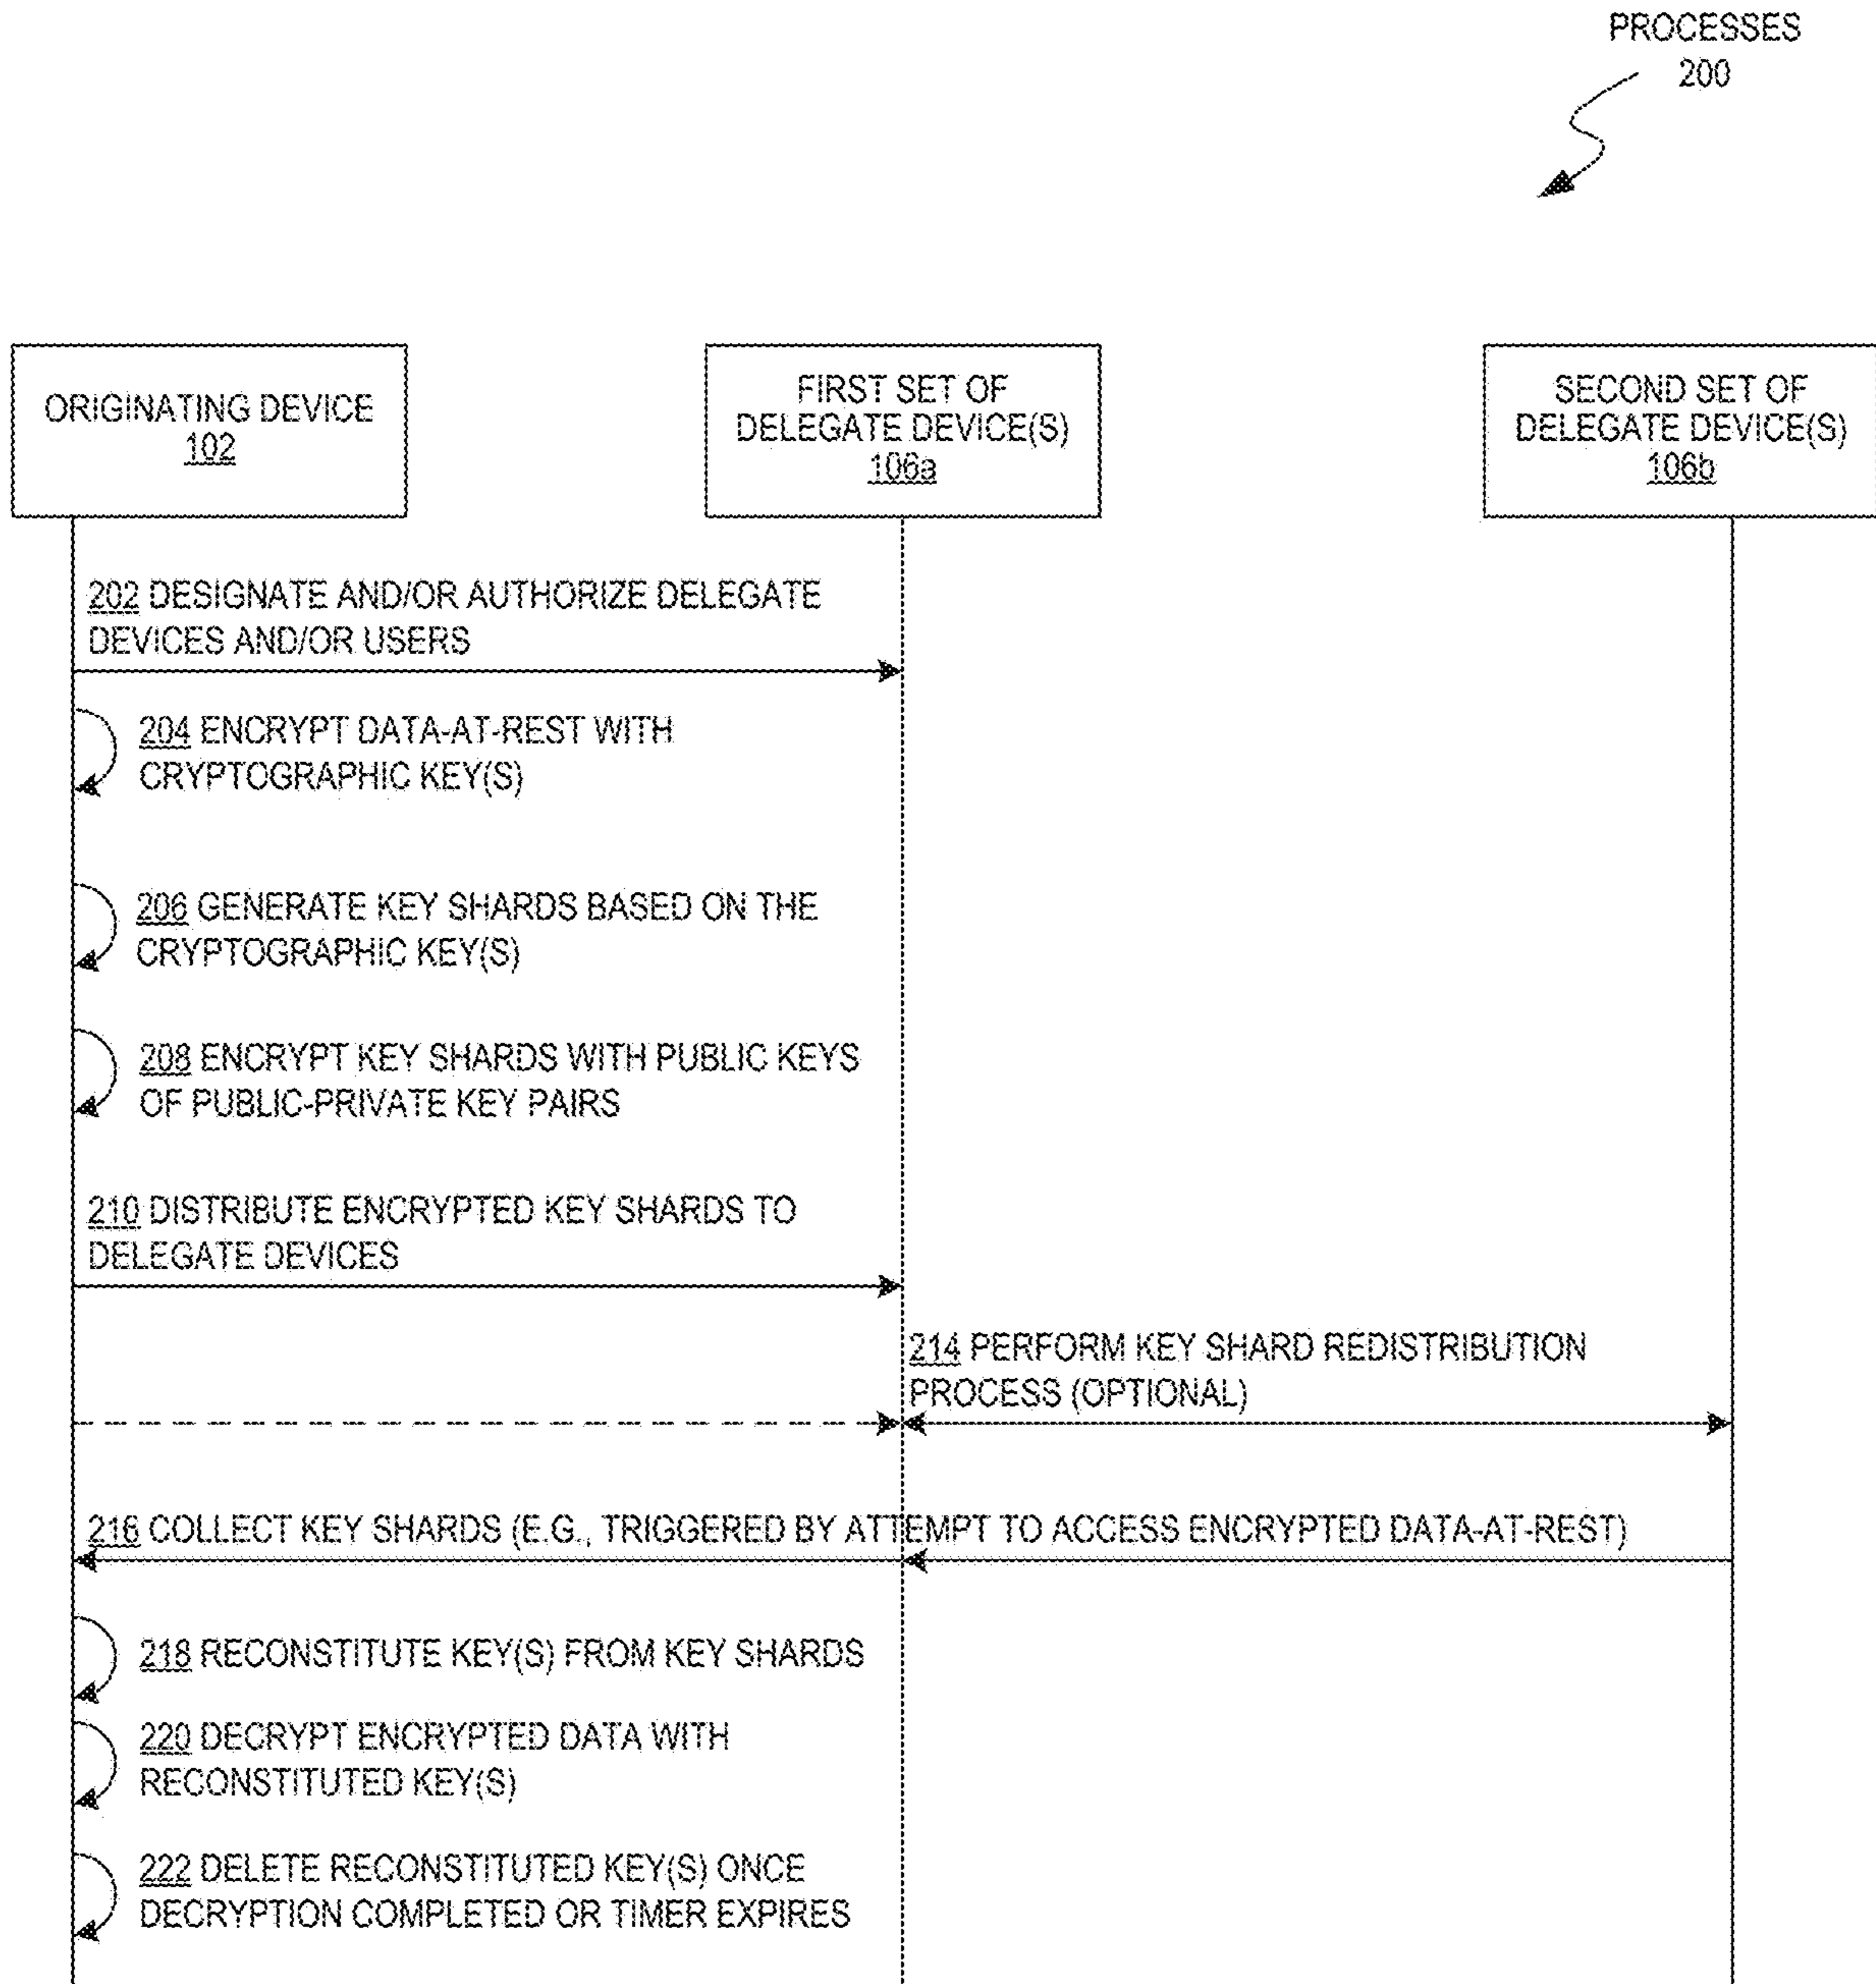 PROCESSES
200
ORIGINATING DEVICE
102
FIRST SET OF
DELEGATE DEVICE(S)
106a
SECOND SET OF
DELEGATE DEVICE(S)
106b
202 DESIGNATE AND/OR AUTHORIZE DELEGATE
DEVICES AND/OR USERS
204 ENCRYPT DATA-AT-REST WITH
CRYPTOGRAPHIC KEY(S)
206 GENERATE KEY SHARDS BASED ON THE
CRYPTOGRAPHIC KEY(S)
208 ENCRYPT KEY SHARDS WITH PUBLIC KEYS
OF PUBLIC-PRIVATE KEY PAIRS
210 DISTRIBUTE ENCRYPTED KEY SHARDS TO
DELEGATE DEVICES
214 PERFORM KEY SHARD REDISTRIBUTION
PROCESS (OPTIONAL)
216 COLLECT KEY SHARDS (E.G., TRIGGERED BY ATTEMPT TO ACCESS ENCRYPTED DATA-AT-REST)
218 RECONSTITUTE KEY(S) FROM KEY SHARDS
220 DECRYPT ENCRYPTED DATA WITH
RECONSTITUTED KEY(S)
222 DELETE RECONSTITUTED KEY(S) ONCE
DECRYPTION COMPLETED OR TIMER EXPIRES